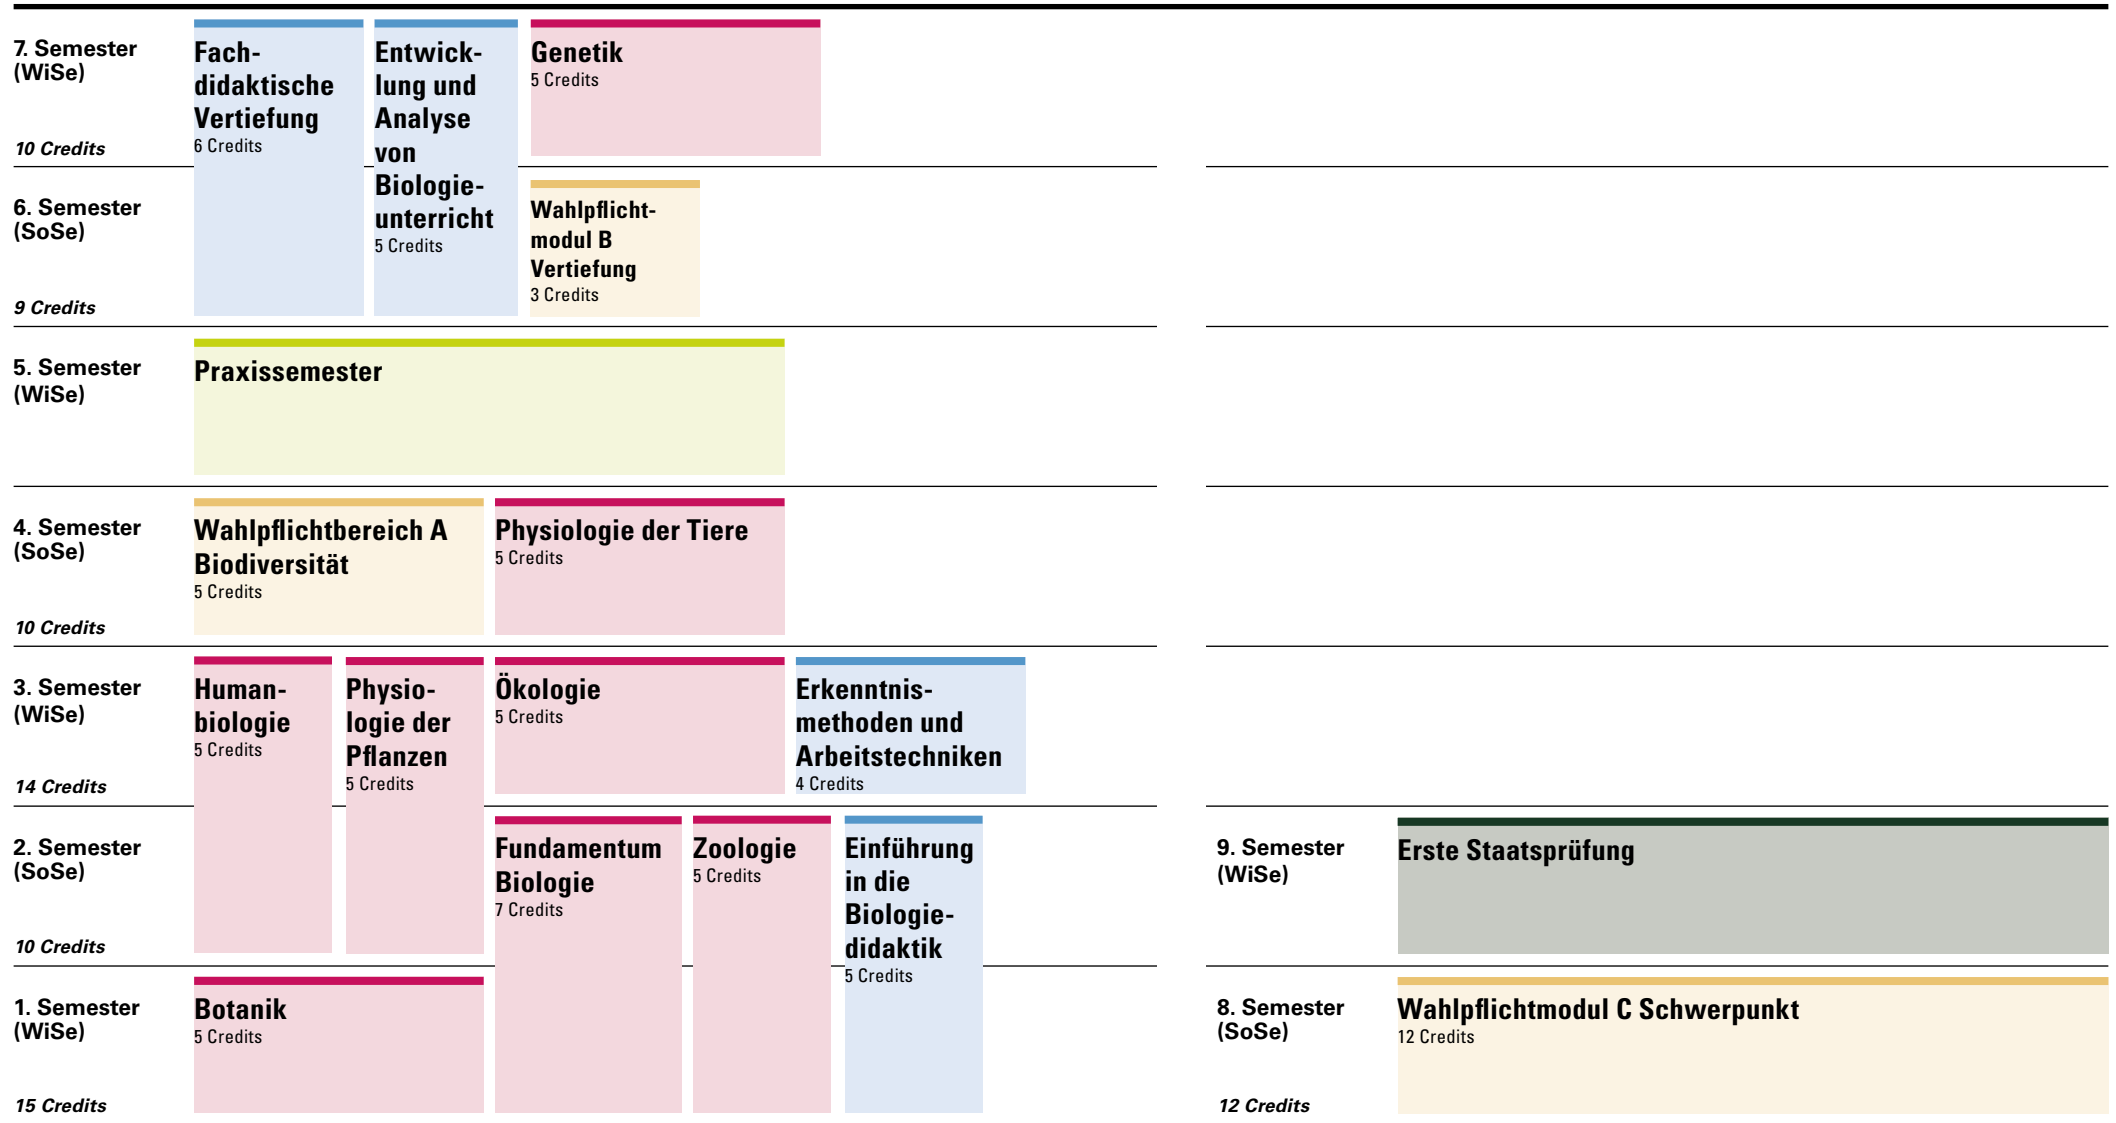 7. Semester
(WiSe)
10 Credits
Fach-
didaktische
Vertiefung
6 Credits
Entwick-
lung und
Analyse
von
Biologie-
unterricht
5 Credits
Genetik
5 Credits
6. Semester
(SoSe)
9 Credits
Wahlpflicht-
modul B
Vertiefung
3 Credits
5. Semester
(WiSe)
Praxissemester
4. Semester
(SoSe)
10 Credits
Wahlpflichtbereich A
Biodiversität
5 Credits
Physiologie der Tiere
5 Credits
3. Semester
(WiSe)
14 Credits
Human-
biologie
5 Credits
Physio-
logie der
Pflanzen
5 Credits
Ökologie
5 Credits
Erkenntnis-
methoden und
Arbeitstechniken
4 Credits
2. Semester
(SoSe)
10 Credits
Fundamentum
Biologie
7 Credits
Zoologie
5 Credits
Einführung
in die
Biologie-
didaktik
5 Credits
1. Semester
(WiSe)
15 Credits
Botanik
5 Credits
9. Semester
(WiSe)
Erste Staatsprüfung
8. Semester
(SoSe)
12 Credits
Wahlpflichtmodul C Schwerpunkt
12 Credits